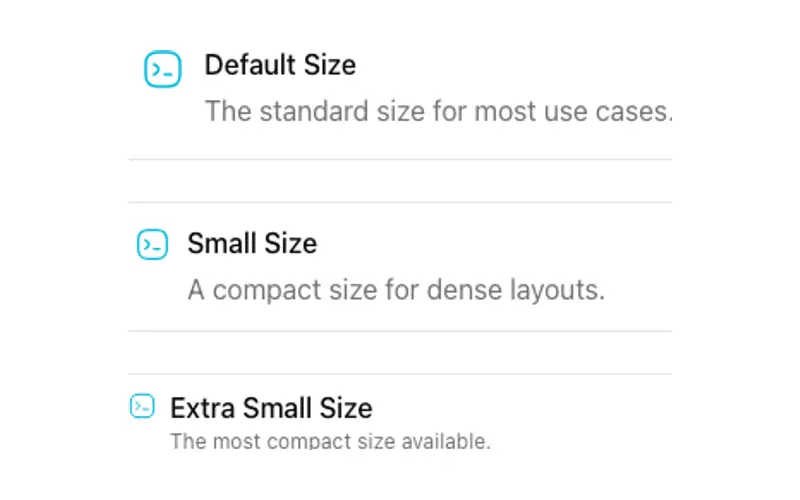 Default Size
The standard size for most use cases.
Small Size
A compact size for dense layouts.
Extra Small Size
The most compact size available.